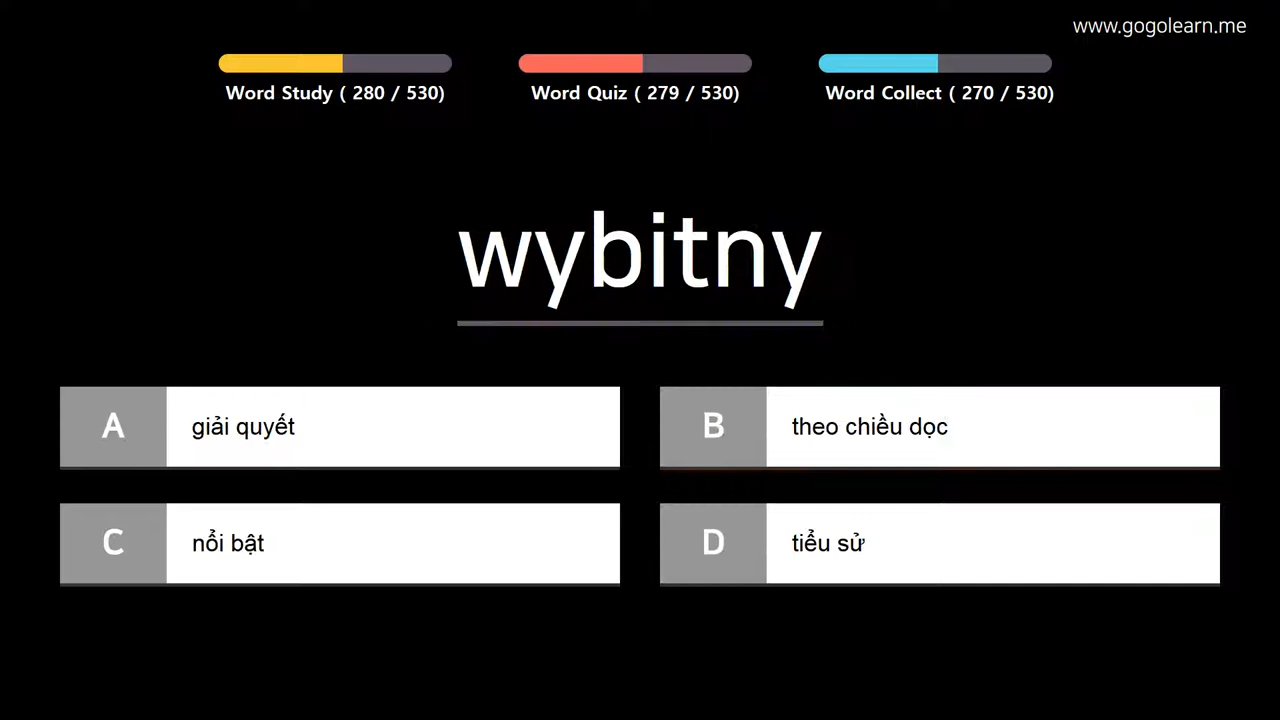 www.gogolearn.me
Word Study ( 280 / 530)
Word Quiz ( 279 / 530)
Word Collect ( 270 / 530)
wybitny
A giải quyết
B theo chiều dọc
C nổi bật
D tiểu sử